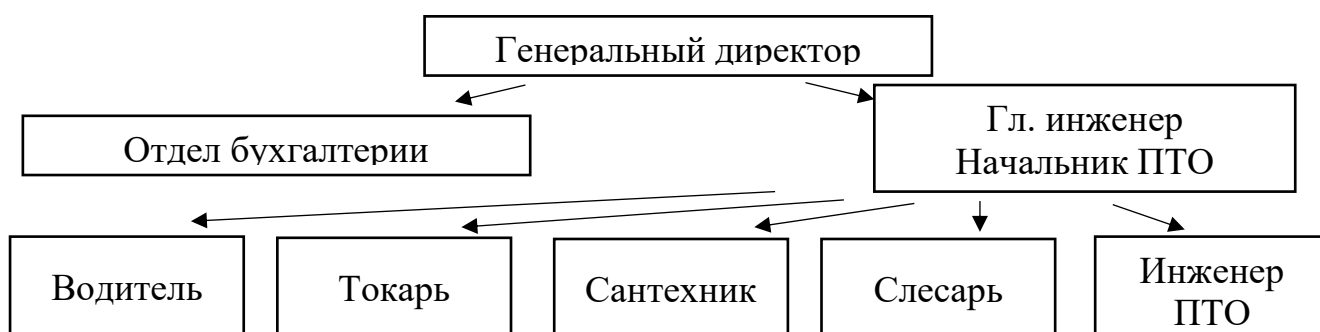 Генеральный директор
Отдел бухгалтерии
Гл. инженер
Начальник ПТО
Водитель
Токарь
Сантехник
Слесарь
Инженер
ПТО